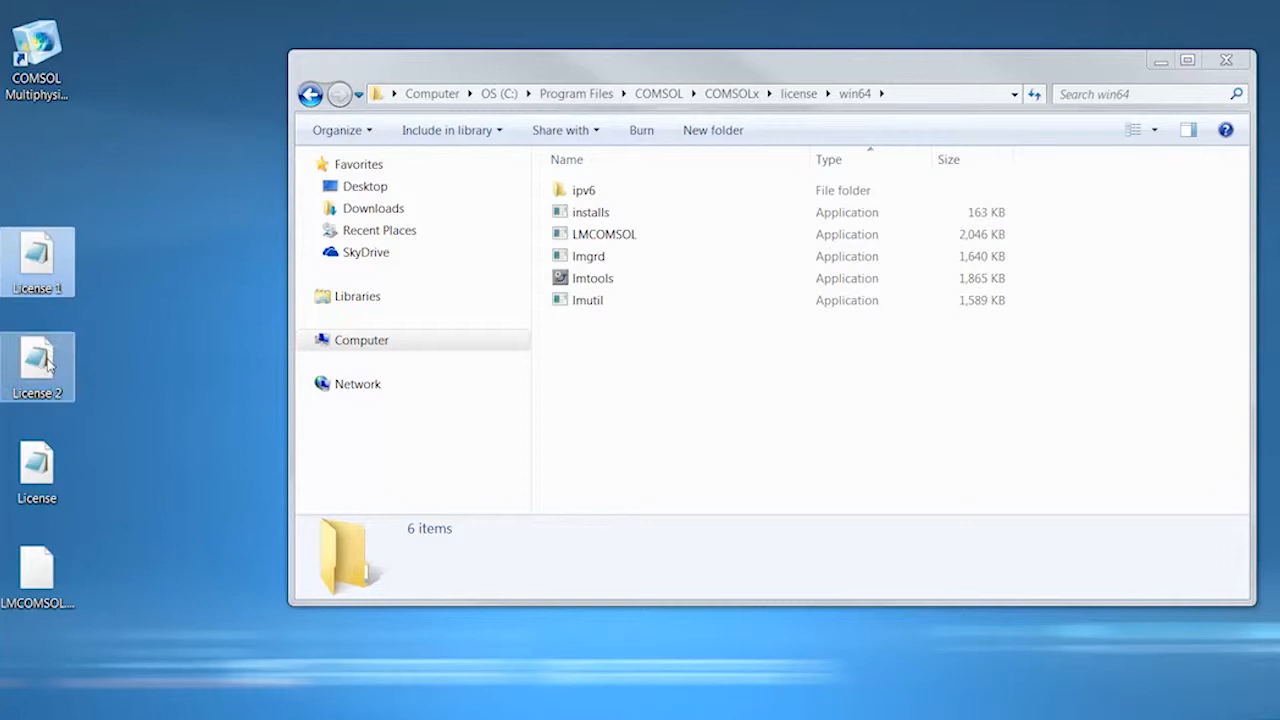 COMSOL
Multiphysi...
License 1
License 2
License
LMCOMSOL...
Computer OS (C:) Program Files COMSOL COMSOLx license win64
Search win64
Organize Include in library Share with Burn New folder
Favorites
Desktop
Downloads
Recent Places
SkyDrive
Libraries
Computer
Network
Name Type Size
ipv6 File folder
installs Application 163 KB
LMCOMSOL Application 2,046 KB
lmgrd Application 1,640 KB
lmtools Application 1,865 KB
lmutil Application 1,589 KB
6 items